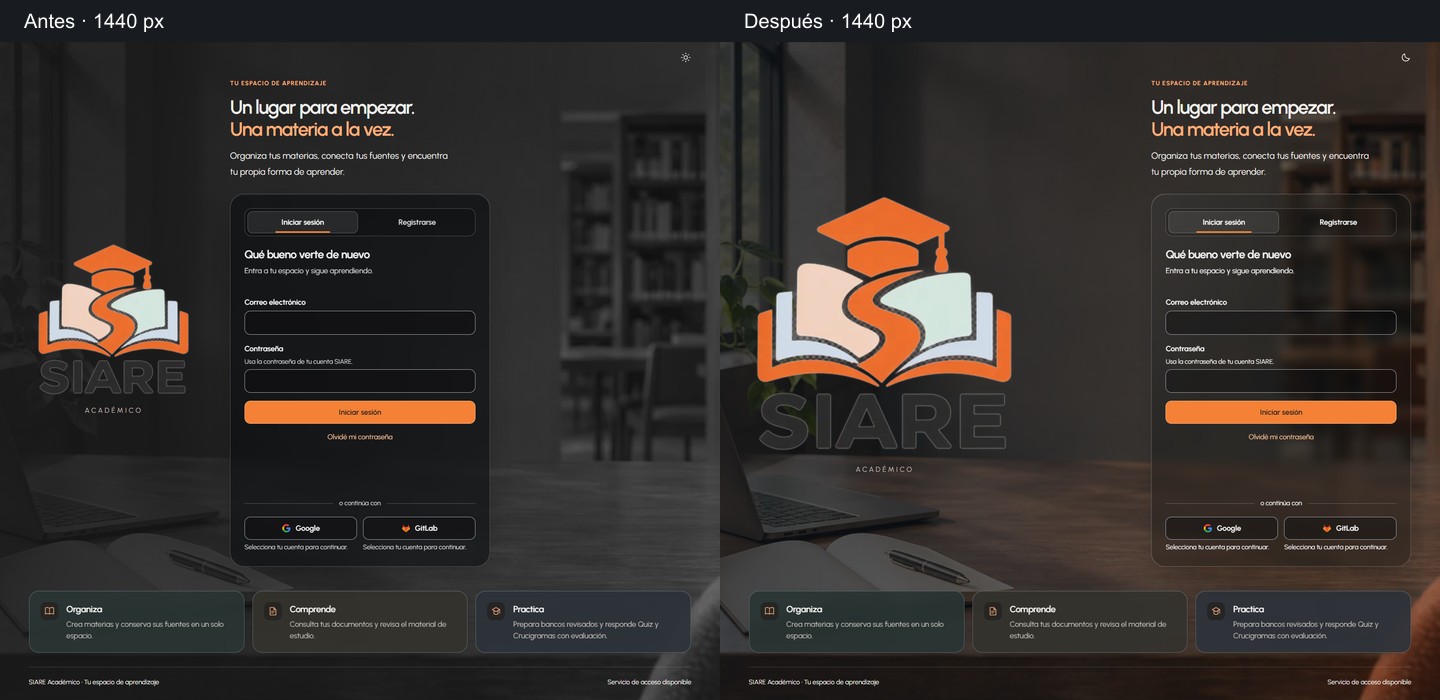 Antes · 1440 px
TU ESPACIO DE APRENDIZAJE
Un lugar para empezar.
Una materia a la vez.
Organiza tus materias, conecta tus fuentes y encuentra
tu propia forma de aprender.
SIARE
ACADÉMICO
Iniciar sesión
Registrarse
Qué bueno verte de nuevo
Entra a tu espacio y sigue aprendiendo.
Correo electrónico
Contraseña
Usa la contraseña de tu cuenta SIARE.
Iniciar sesión
Olvidé mi contraseña
o continúa con
Google
GitLab
Selecciona tu cuenta para continuar.
Selecciona tu cuenta para continuar.
Organiza
Crea materias y conserva sus fuentes en un solo
espacio.
Comprende
Consulta tus documentos y revisa el material de
estudio.
Practica
Prepara bancos revisados y responde Quiz y
Crucigramas con evaluación.
SIARE Académico · Tu espacio de aprendizaje
Servicio de acceso disponible
Después · 1440 px
TU ESPACIO DE APRENDIZAJE
Un lugar para empezar.
Una materia a la vez.
Organiza tus materias, conecta tus fuentes y encuentra
tu propia forma de aprender.
SIARE
ACADÉMICO
Iniciar sesión
Registrarse
Qué bueno verte de nuevo
Entra a tu espacio y sigue aprendiendo.
Correo electrónico
Contraseña
Usa la contraseña de tu cuenta SIARE.
Iniciar sesión
Olvidé mi contraseña
o continúa con
Google
GitLab
Selecciona tu cuenta para continuar.
Selecciona tu cuenta para continuar.
Organiza
Crea materias y conserva sus fuentes en un solo
espacio.
Comprende
Consulta tus documentos y revisa el material de
estudio.
Practica
Prepara bancos revisados y responde Quiz y
Crucigramas con evaluación.
SIARE Académico · Tu espacio de aprendizaje
Servicio de acceso disponible